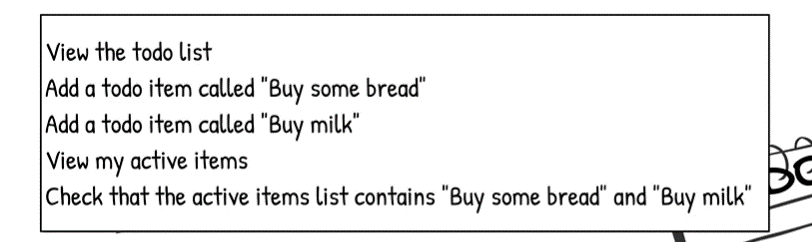 View the todo list
Add a todo item called "Buy some bread"
Add a todo item called "Buy milk"
View my active items
Check that the active items list contains "Buy some bread" and "Buy milk"